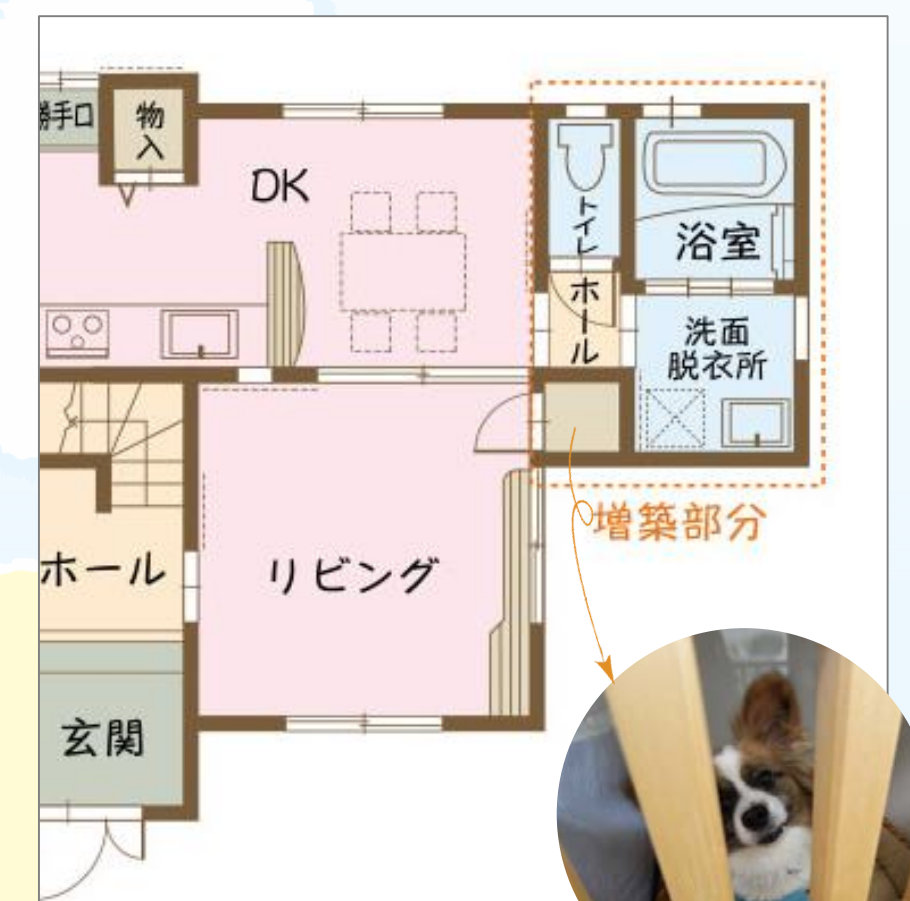 勝手口
物入
DK
トイレ
浴室
ホール
洗面
脱衣所
増築部分
ホール
リビング
玄関